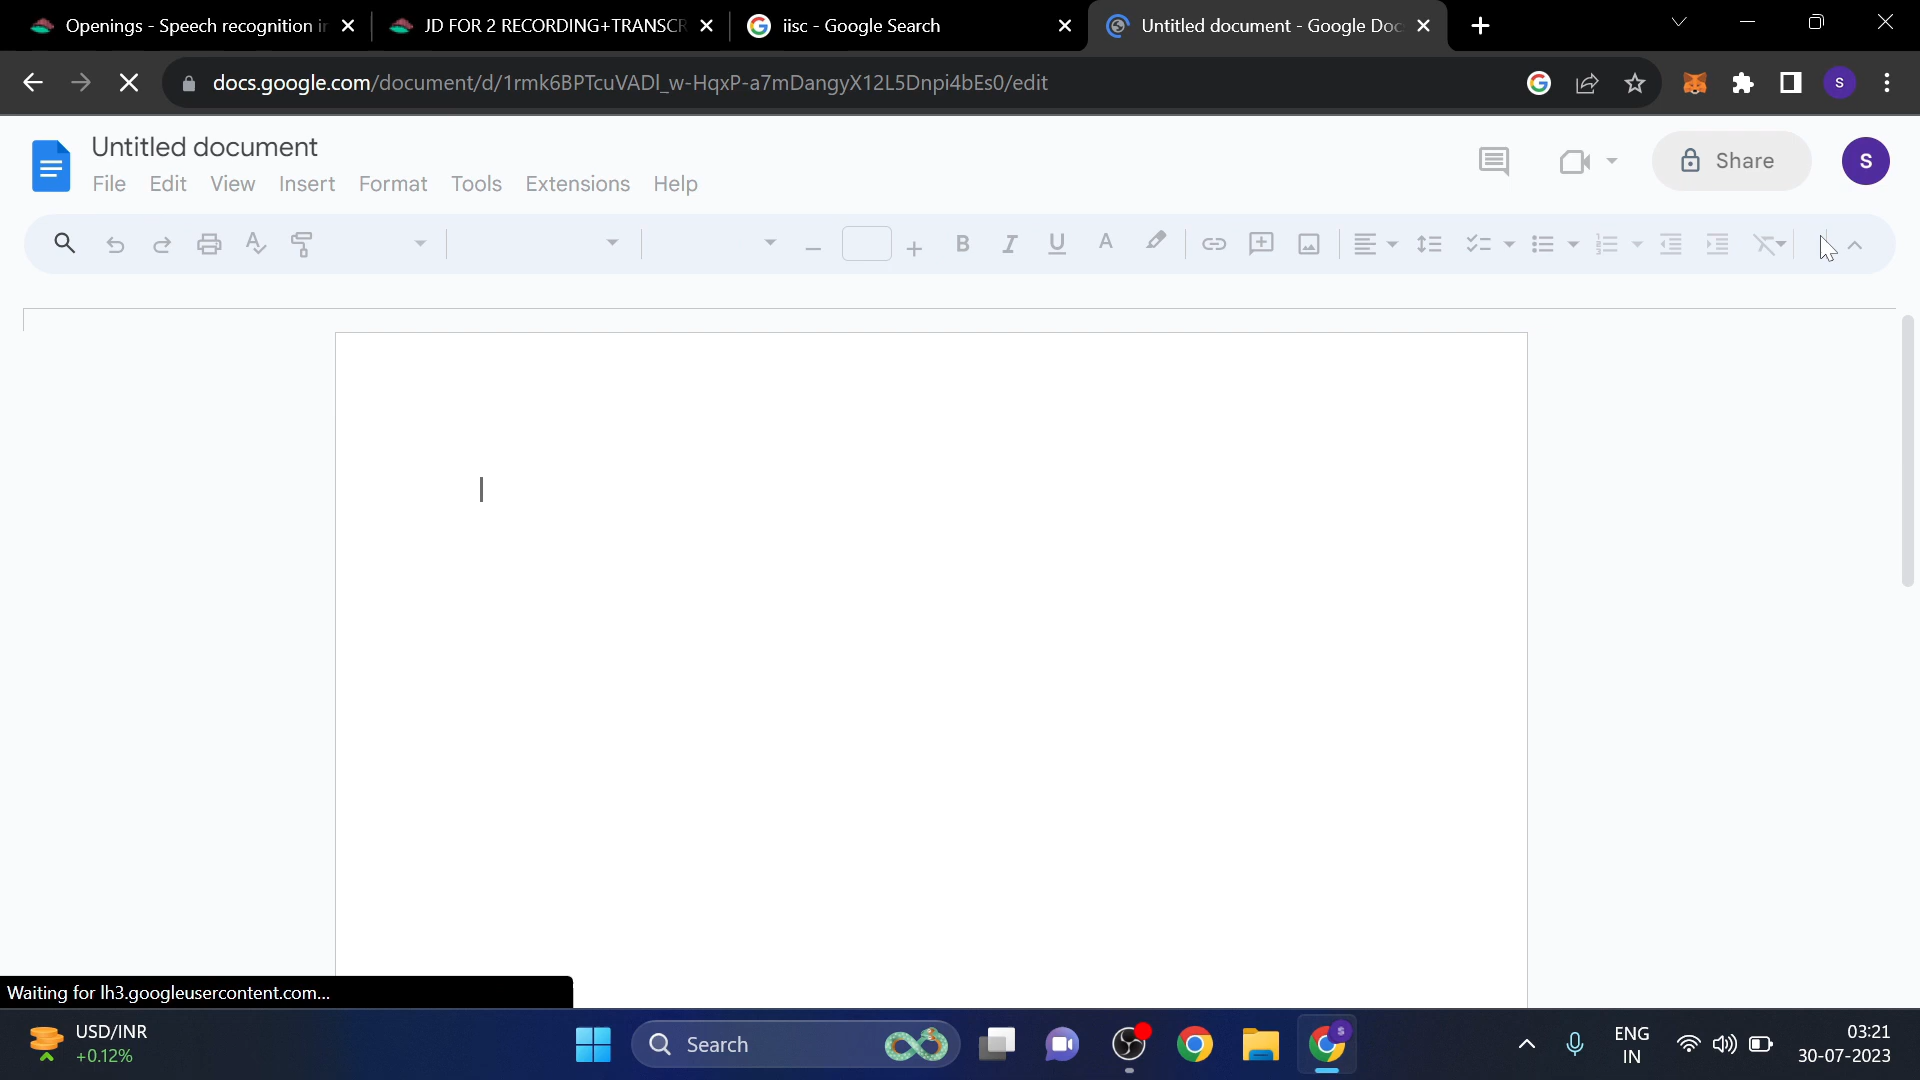 Openings - Speech recognition i
JD FOR 2 RECORDING+TRANSCR
iisc - Google Search
Untitled document - Google Doc
docs.google.com/document/d/1rmk6BPTcuVADl_w-HqxP-a7mDangyX12L5Dnpi4bEs0/edit
S
Untitled document
Share
S
File Edit View Insert Format Tools Extensions Help
B I U A
Waiting for lh3.googleusercontent.com...
USD/INR
+0.12%
Search
S
ENG
IN
03:21
30-07-2023